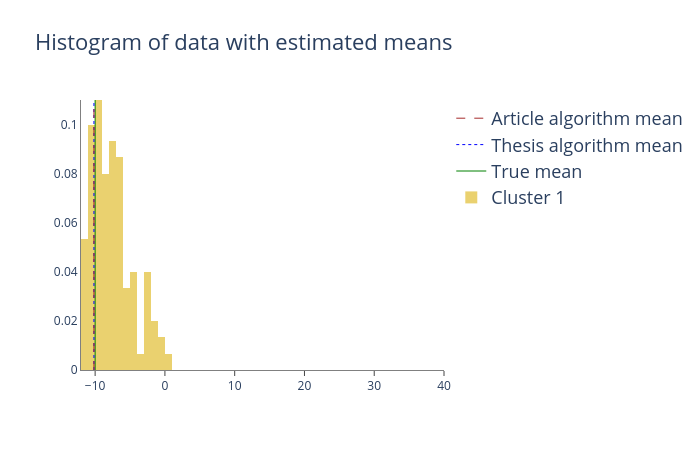 Histogram of data with estimated means
Article algorithm mean
Thesis algorithm mean
True mean
Cluster 1
0.1
0.08
0.06
0.04
0.02
0
−10
0
10
20
30
40